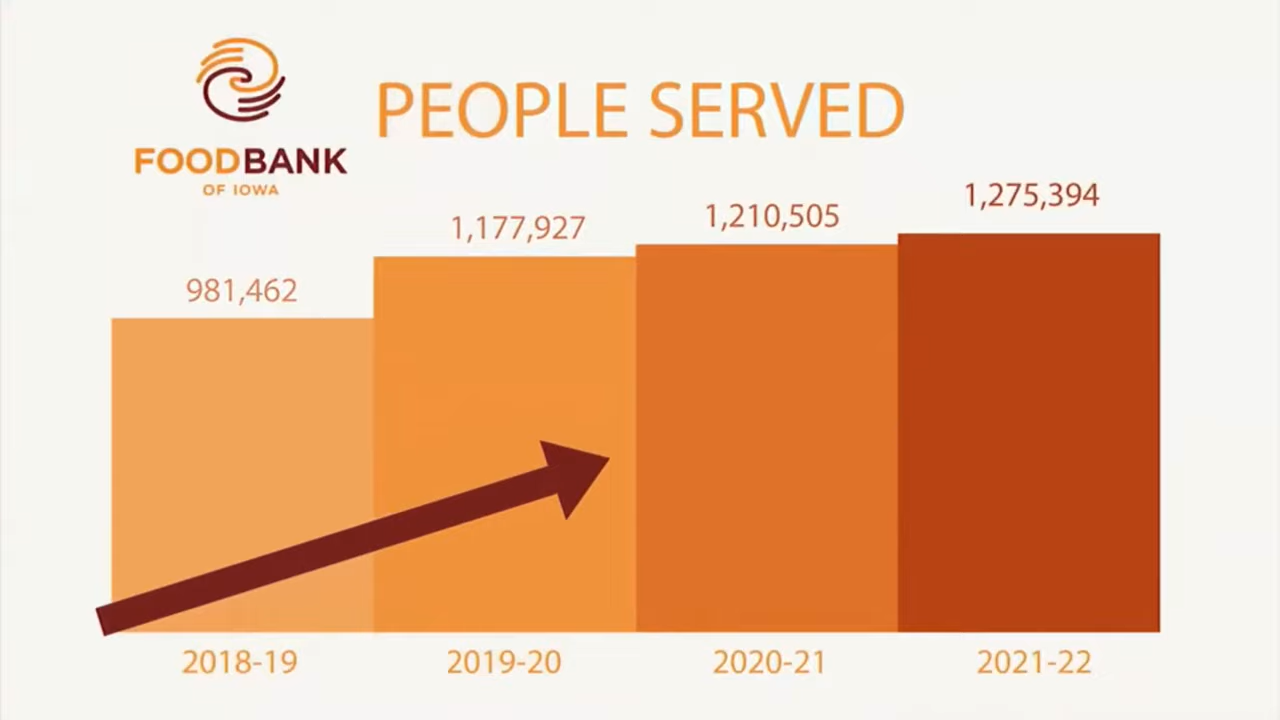 PEOPLE SERVED
FOODBANK
OF IOWA
981,462
1,177,927
1,210,505
1,275,394
2018-19
2019-20
2020-21
2021-22